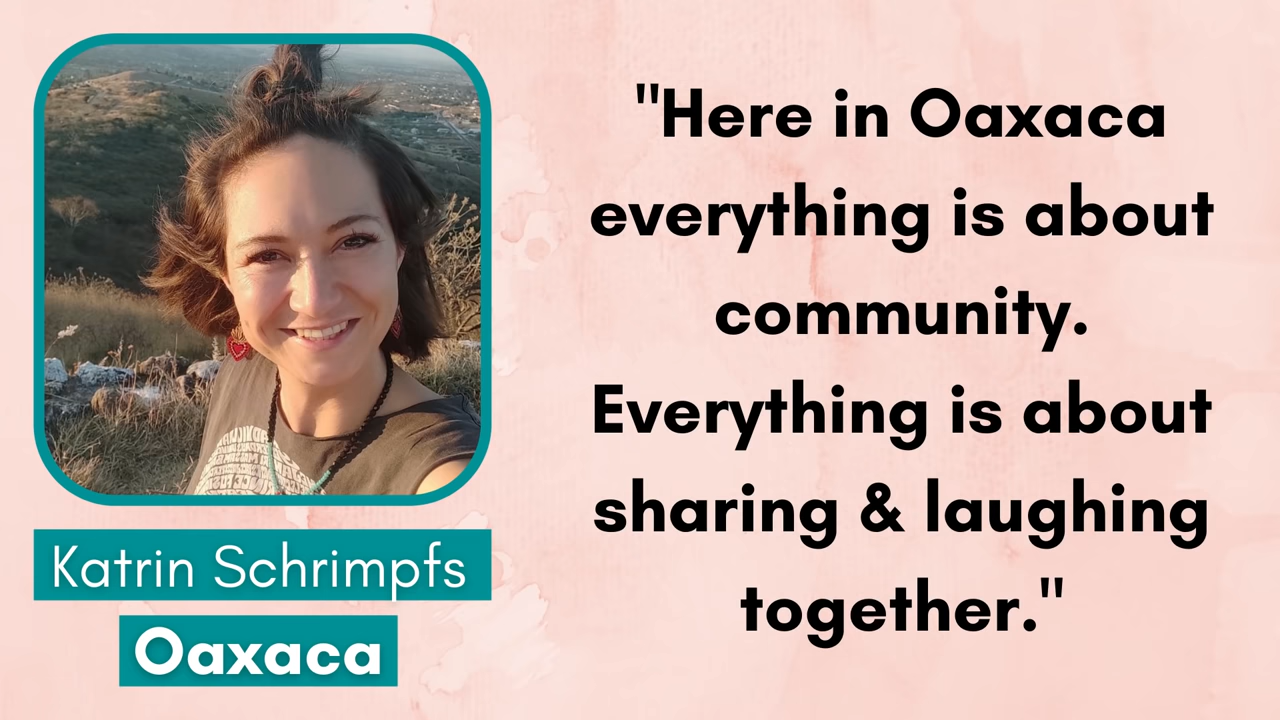 "Here in Oaxaca
everything is about
community.
Everything is about
sharing & laughing
together."
Katrin Schrimpfs
Oaxaca